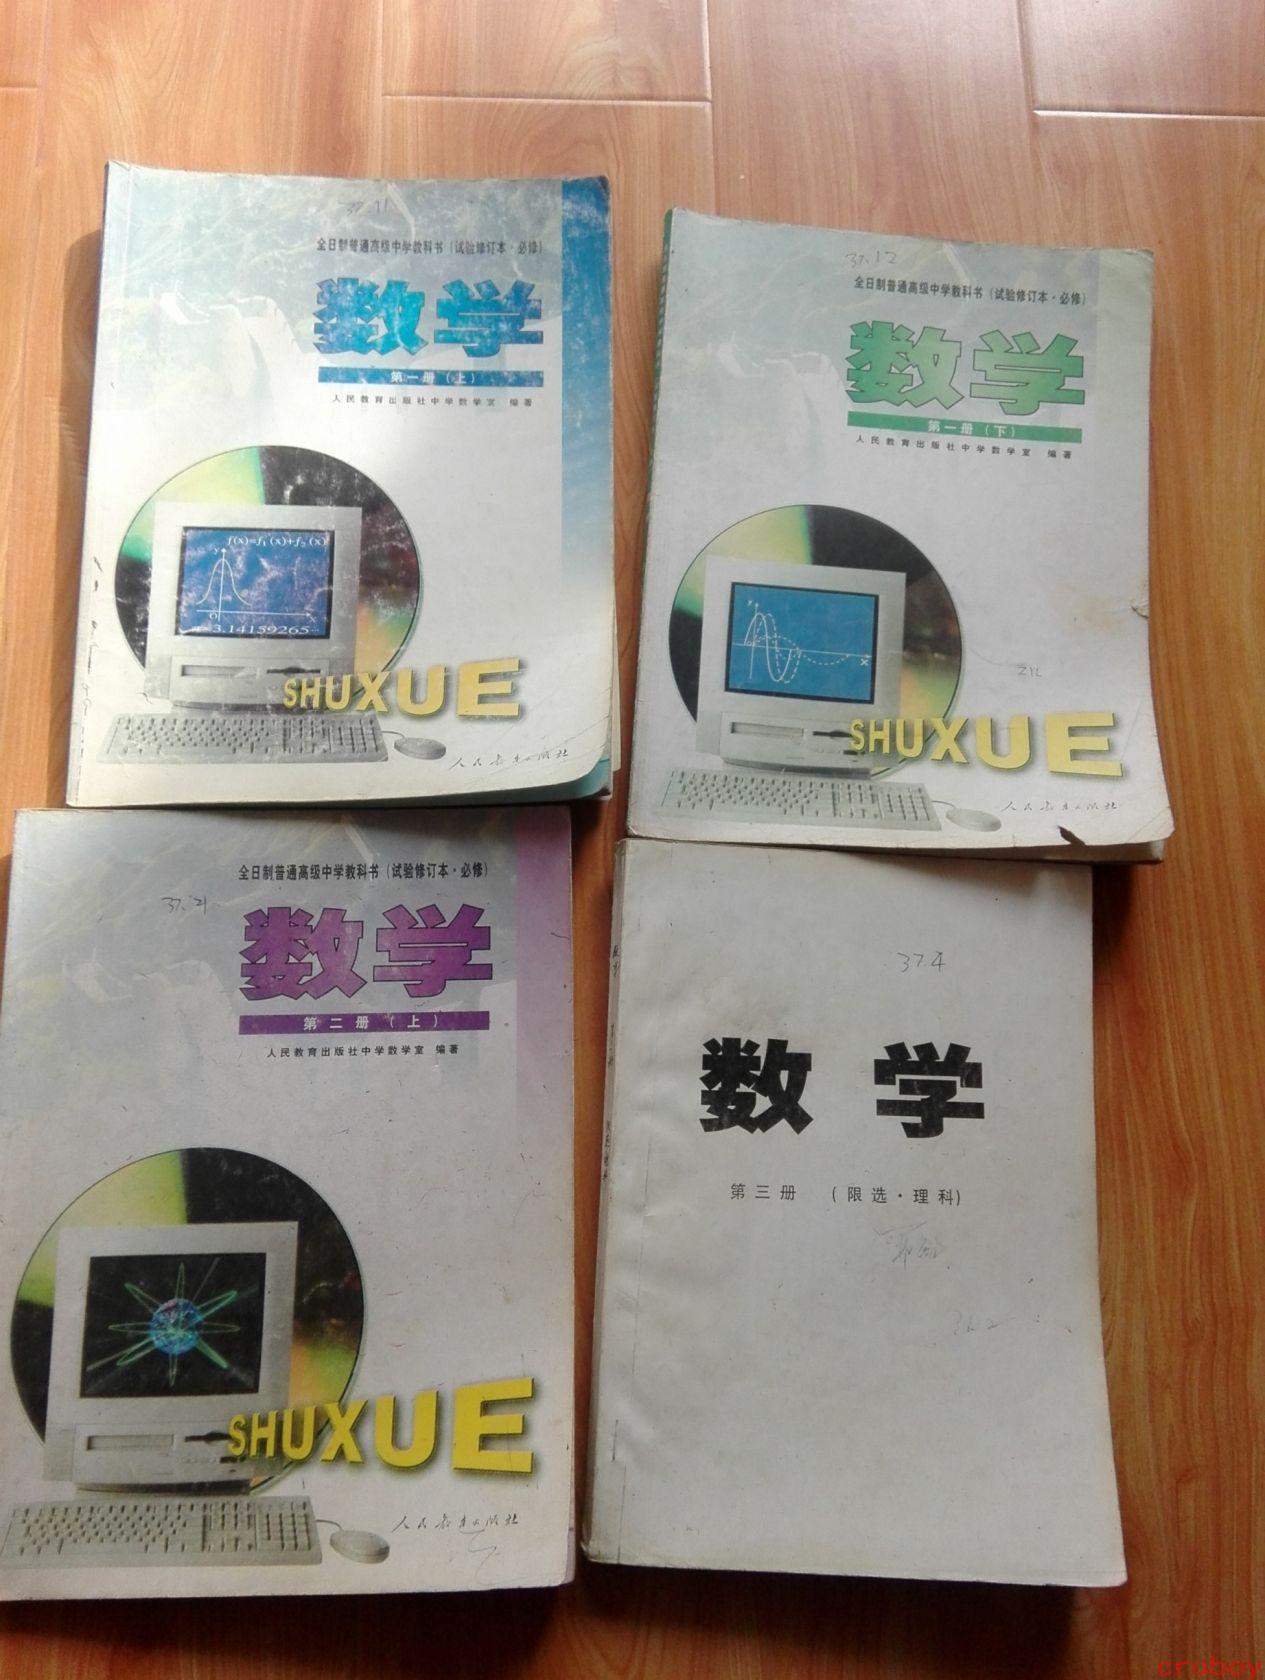 37.11
全日制普通高级中学教科书（试验修订本·必修）
数学
第一册（上）
人民教育出版社中学数学室 编著
f(x)=f₁(x)+f₂(x)
y
O
x
3.14159265…
SHUXUE
人民教育出版社
37.12
全日制普通高级中学教科书（试验修订本·必修）
数学
第一册（下）
人民教育出版社中学数学室 编著
y
x
ZYL
SHUXUE
人民教育出版社
全日制普通高级中学教科书（试验修订本·必修）
37.21
数学
第二册（上）
人民教育出版社中学数学室 编著
SHUXUE
人民教育出版社
37.4
数学
第三册 (限选·理科)
cruboy